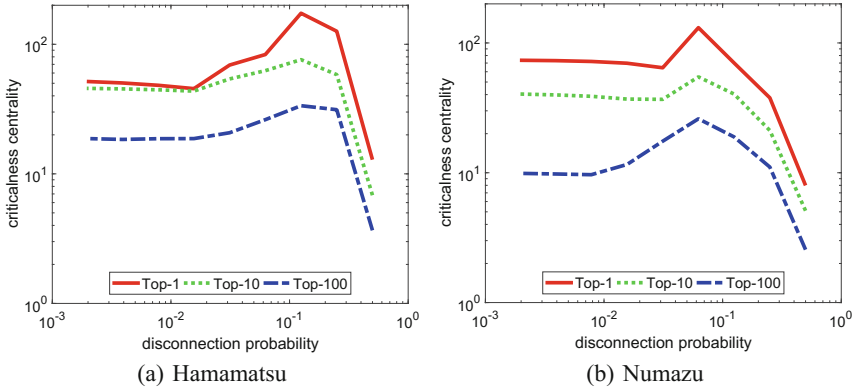 criticalness centrality
10^2
10^1
10^0
Top-1 Top-10 Top-100
10^-3 10^-2 10^-1 10^0
disconnection probability
(a) Hamamatsu
criticalness centrality
10^2
10^1
10^0
Top-1 Top-10 Top-100
10^-3 10^-2 10^-1 10^0
disconnection probability
(b) Numazu